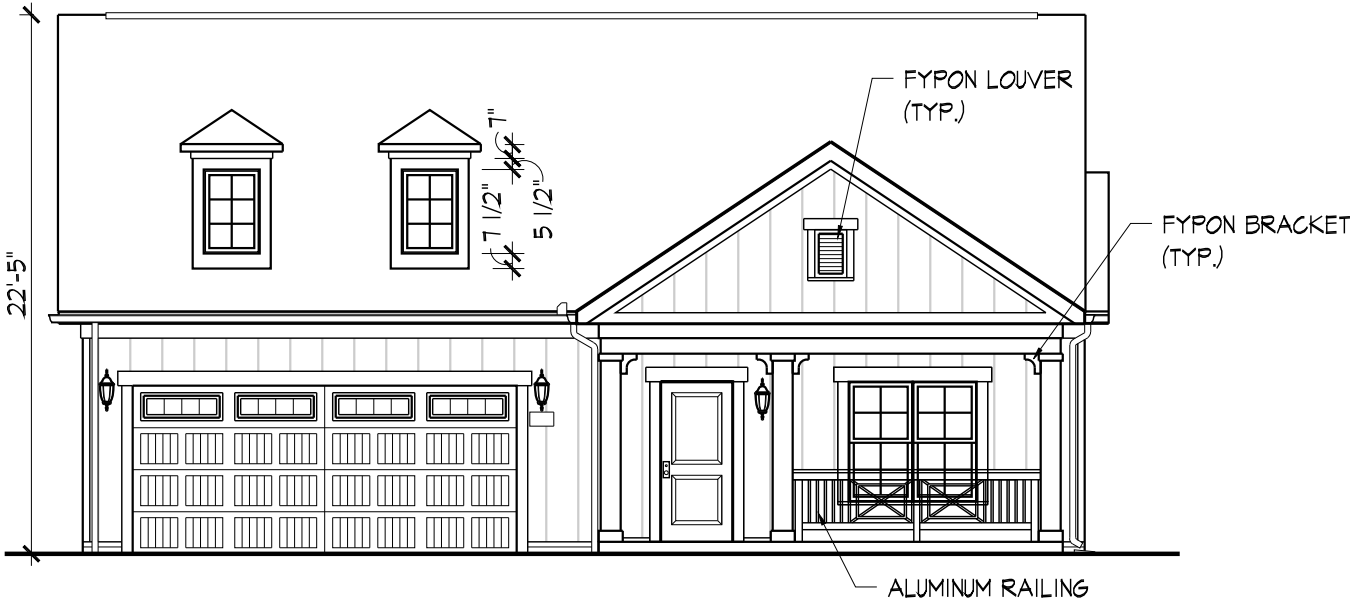 FYPON LOUVER
(TYP.)
7"
7 1/2"
5 1/2"
FYPON BRACKET
(TYP.)
22'-5"
ALUMINUM RAILING